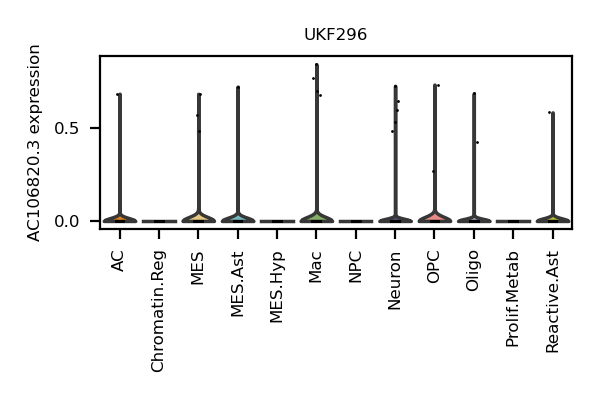 UKF296
AC106820.3 expression
0.5
0.0
AC
Chromatin.Reg
MES
MES.Ast
MES.Hyp
Mac
NPC
Neuron
OPC
Oligo
Prolif.Metab
Reactive.Ast